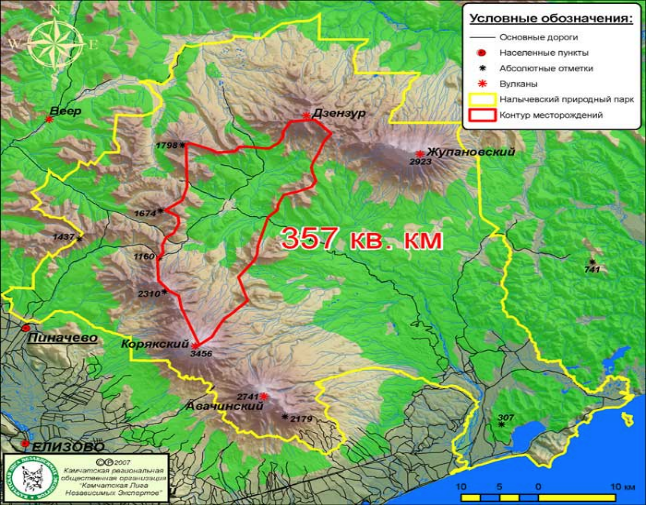 Условные обозначения:
Основные дороги
Населенные пункты
Абсолютные отметки
Вулканы
Налычевский природный парк
Контур месторождений
N
W
E
S
Веер
Дзензур
1798
Жупановский
2923
1674
1437
357 кв. км
1160
741
2310
Пиначево
Корякский
3456
2741
Авачинский
2179
307
ЕЛИЗОВО
©℗2007
Камчатская региональная
общественная организация
"Камчатская Лига
Независимых Экспертов"
10 5 0 10 км